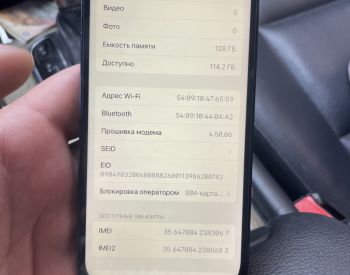 Видео 0
Фото 0
Емкость памяти 128 ГБ
Доступно 114,2 ГБ
Адрес Wi-Fi 54:09:10:47:65:59
Bluetooth 54:09:10:44:0A:A2
Прошивка модема 4.50.06
SEID
EID
89049032006008882600113986280783
Блокировка оператором SIM-карта...
ДОСТУПНЫЕ SIM-КАРТЫ
IMEI 35 647884 238306 7
IMEI2 35 647884 238860 3